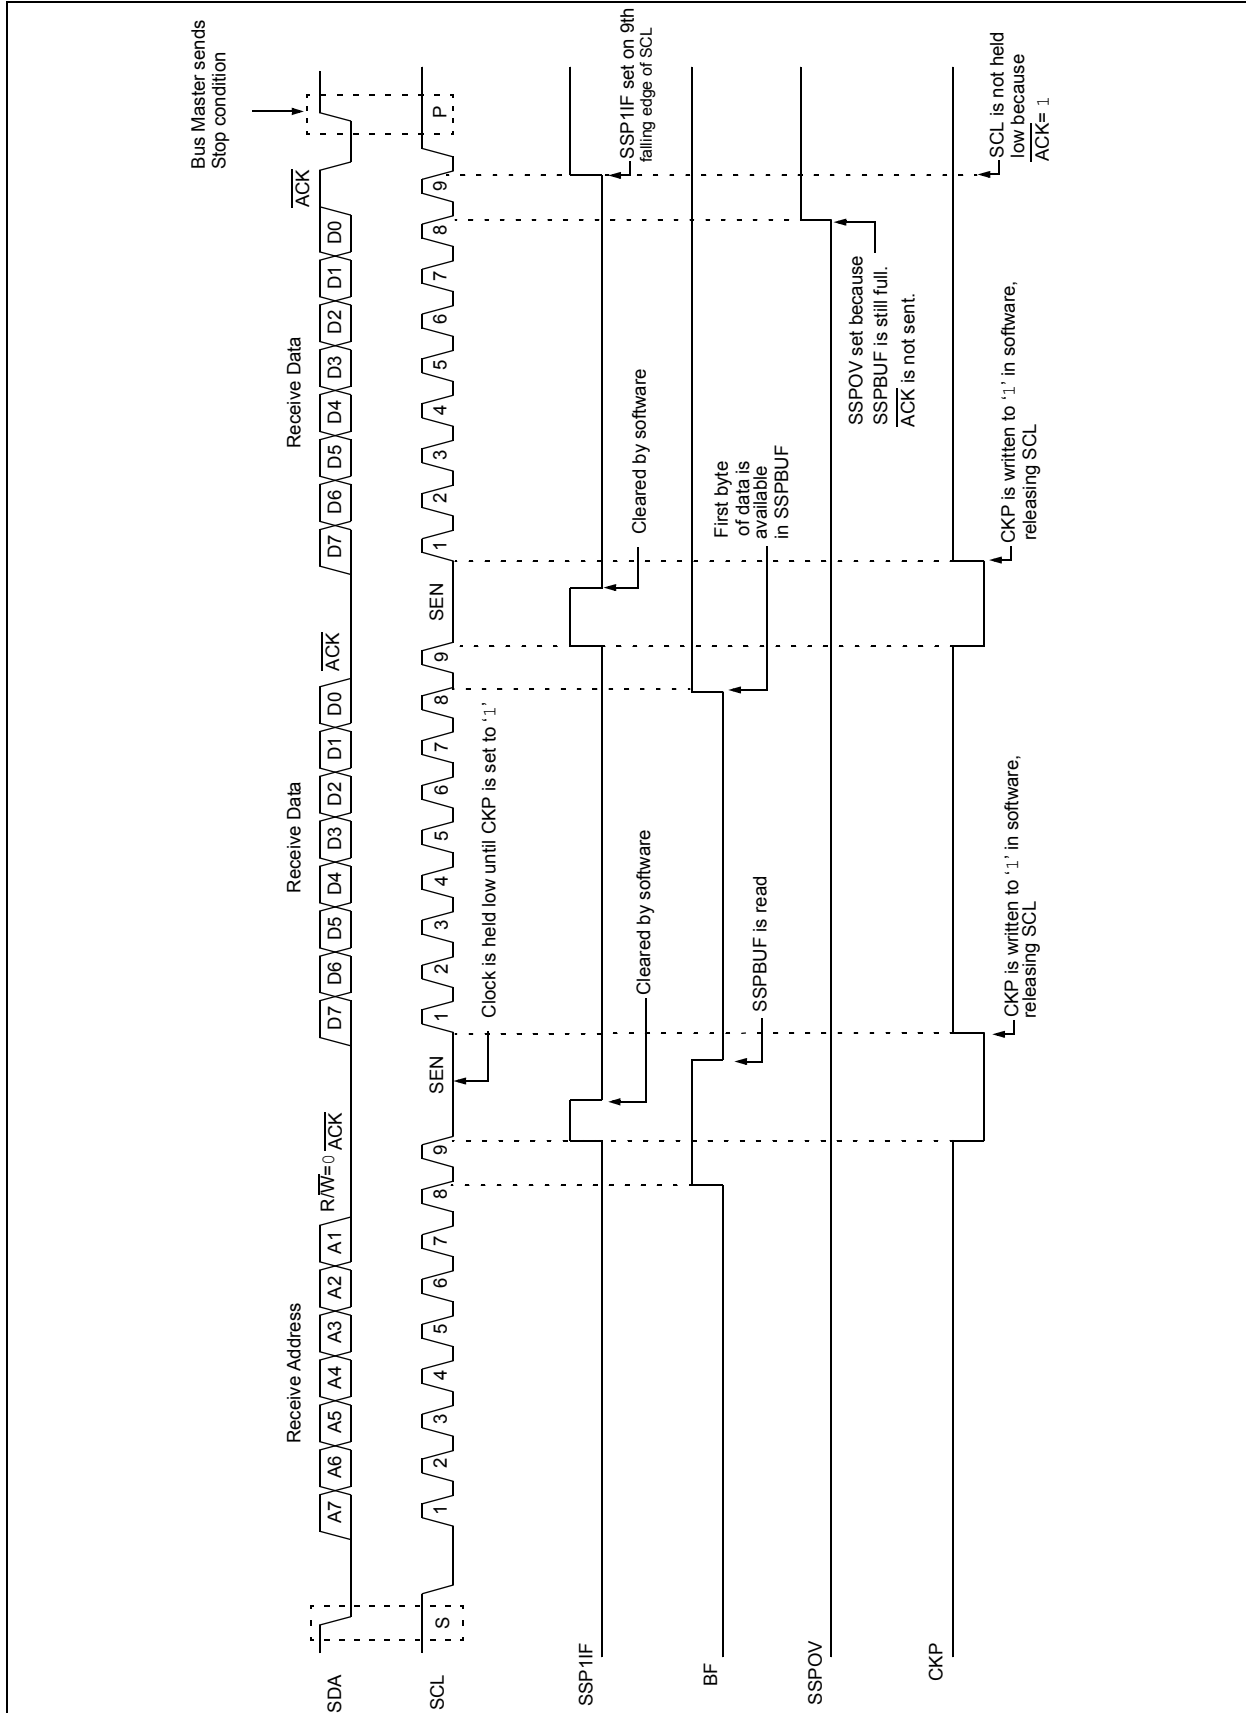 Bus Master sends
Stop condition
Receive Address
Receive Data
Receive Data
SDA
A7 A6 A5 A4 A3 A2 A1 R/W=0 ACK D7 D6 D5 D4 D3 D2 D1 D0 ACK D7 D6 D5 D4 D3 D2 D1 D0 ACK
SCL
S 1 2 3 4 5 6 7 8 9 SEN 1 2 3 4 5 6 7 8 9 SEN 1 2 3 4 5 6 7 8 9 P
Clock is held low until CKP is set to ‘1’
SSP1IF
Cleared by software
Cleared by software
SSP1IF set on 9th
falling edge of SCL
BF
SSPBUF is read
First byte
of data is
available
in SSPBUF
SSPOV
SSPOV set because
SSPBUF is still full.
ACK is not sent.
CKP
CKP is written to ‘1’ in software,
releasing SCL
CKP is written to ‘1’ in software,
releasing SCL
SCL is not held
low because
ACK= 1